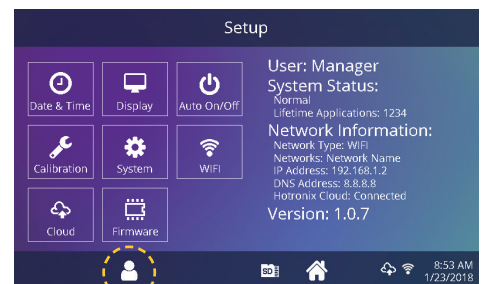 Setup
Date & Time
Display
Auto On/Off
Calibration
System
WIFI
Cloud
Firmware
User: Manager
System Status:
Normal
Lifetime Applications: 1234
Network Information:
Network Type: WIFI
Networks: Network Name
IP Address: 192.168.1.2
DNS Address: 8.8.8.8
Hotronix Cloud: Connected
Version: 1.0.7
SD
8:53 AM
1/23/2018